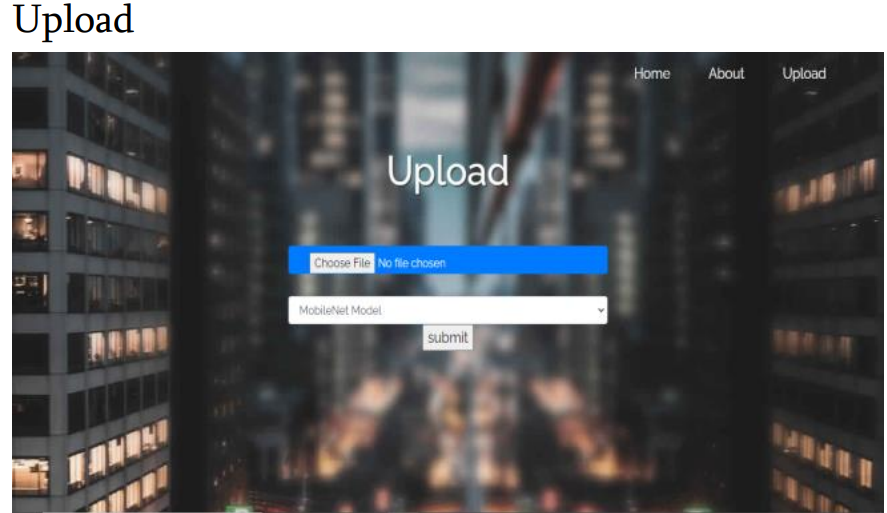 Upload
Home About Upload
Upload
Choose File No file chosen
MobileNet Model
submit